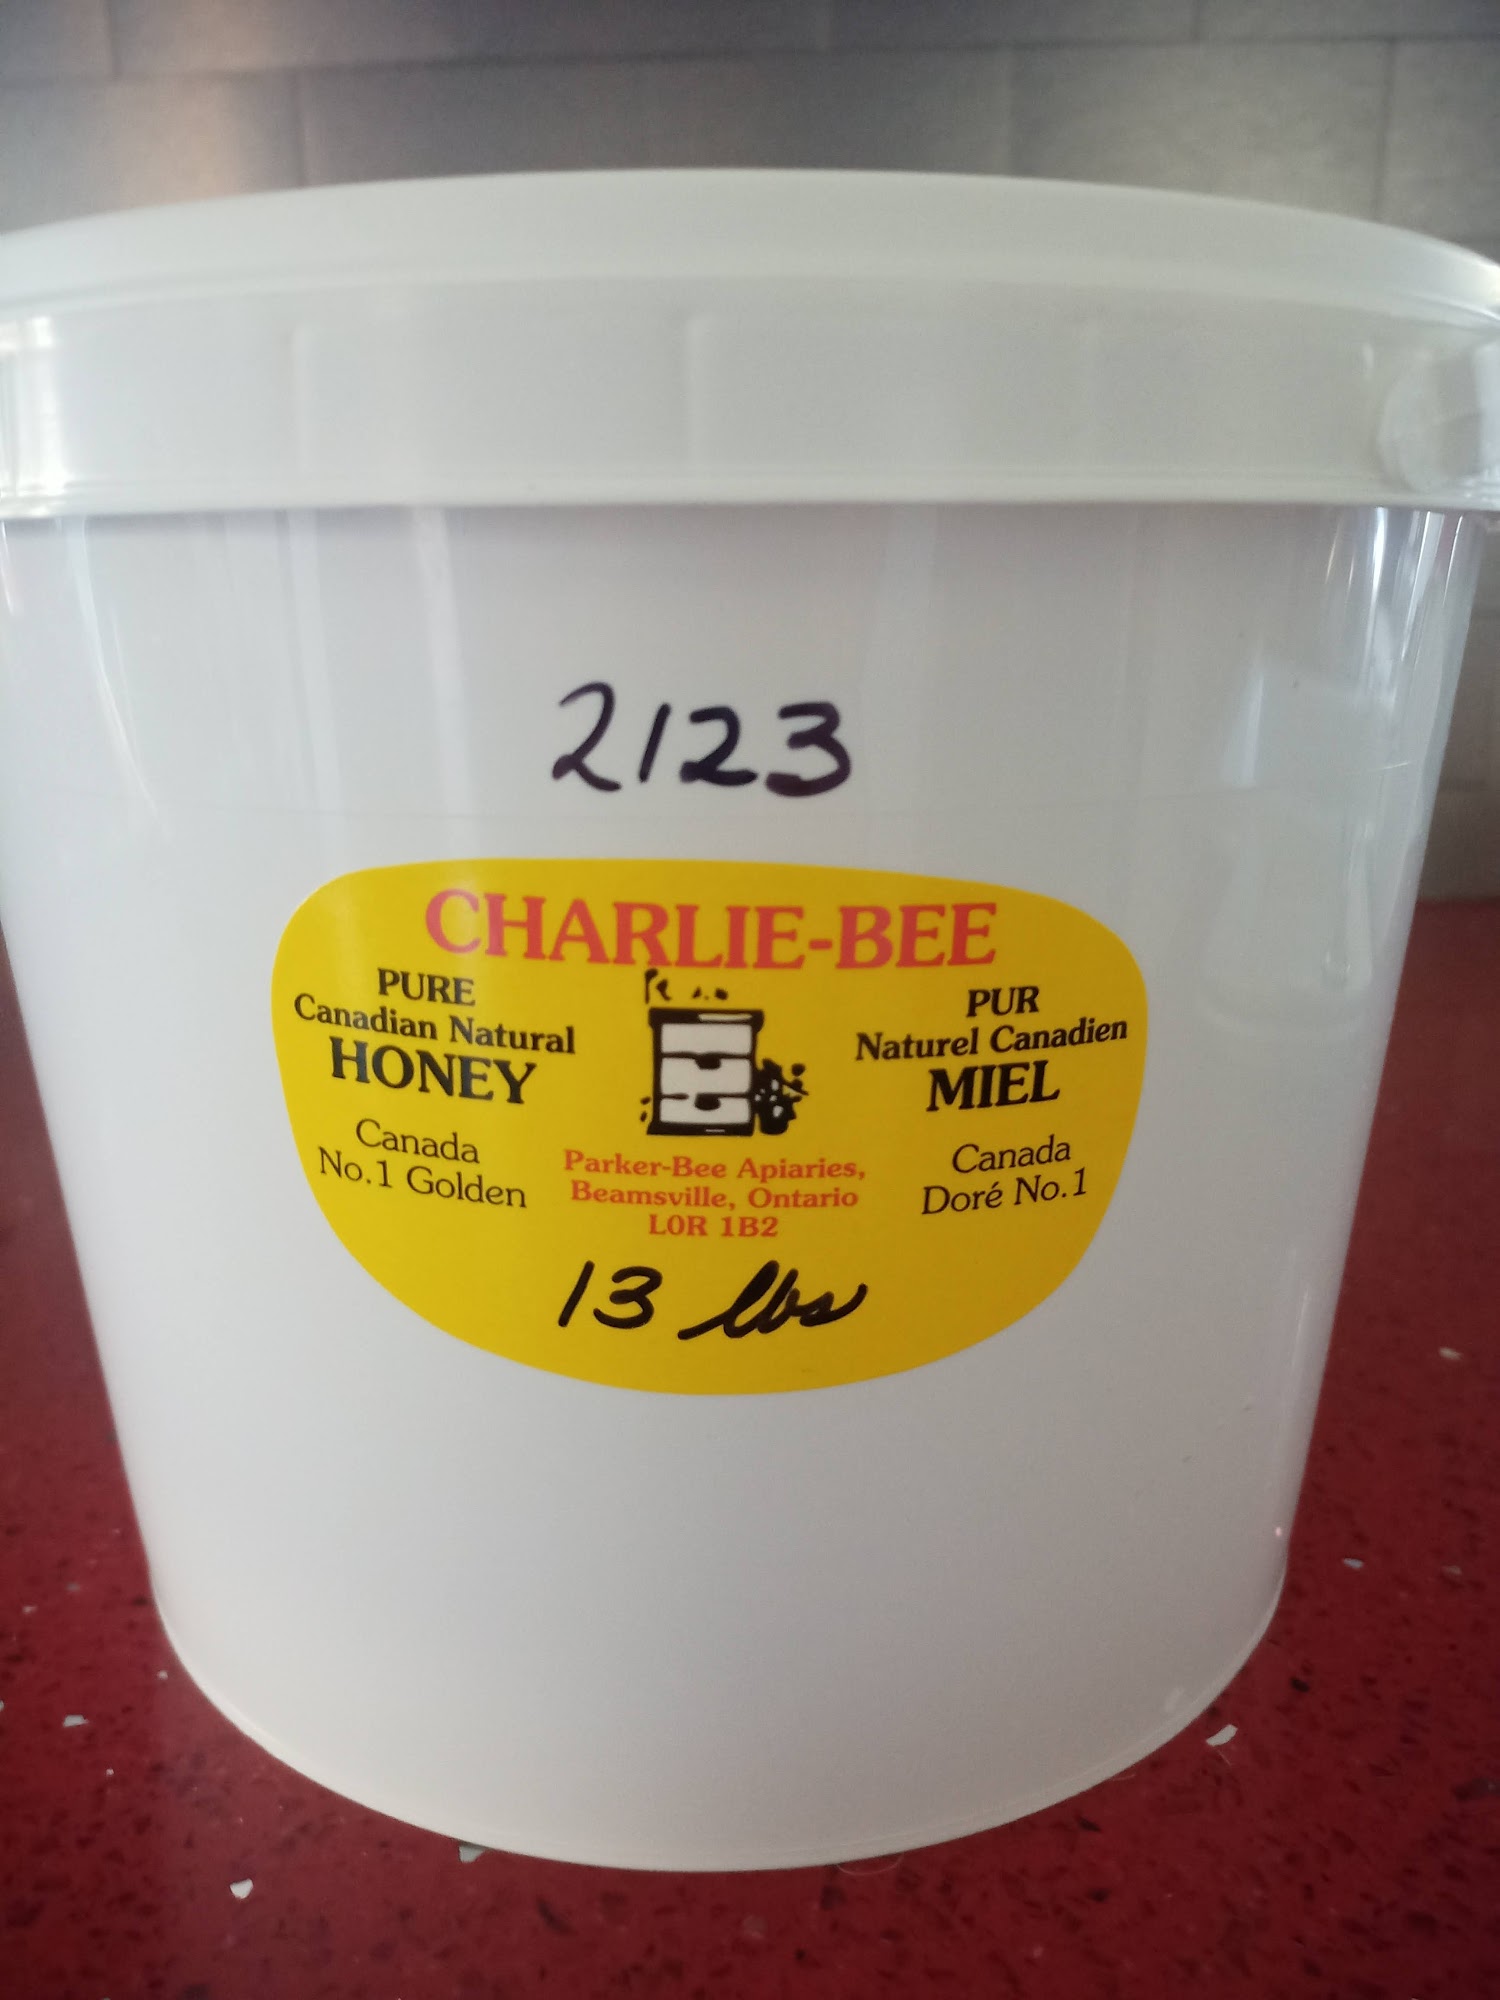 2123
CHARLIE-BEE
PURE
Canadian Natural
HONEY
Canada
No.1 Golden
Parker-Bee Apiaries,
Beamsville, Ontario
L0R 1B2
PUR
Naturel Canadien
MIEL
Canada
Doré No.1
13 lbs